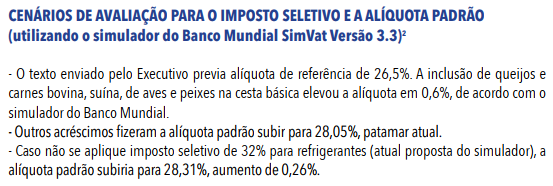 CENÁRIOS DE AVALIAÇÃO PARA O IMPOSTO SELETIVO E A ALÍQUOTA PADRÃO
(utilizando o simulador do Banco Mundial SimVat Versão 3.3)²
- O texto enviado pelo Executivo previa alíquota de referência de 26,5%. A inclusão de queijos e
carnes bovina, suína, de aves e peixes na cesta básica elevou a alíquota em 0,6%, de acordo com o
simulador do Banco Mundial.
- Outros acréscimos fizeram a alíquota padrão subir para 28,05%, patamar atual.
- Caso não se aplique imposto seletivo de 32% para refrigerantes (atual proposta do simulador), a
alíquota padrão subiria para 28,31%, aumento de 0,26%.